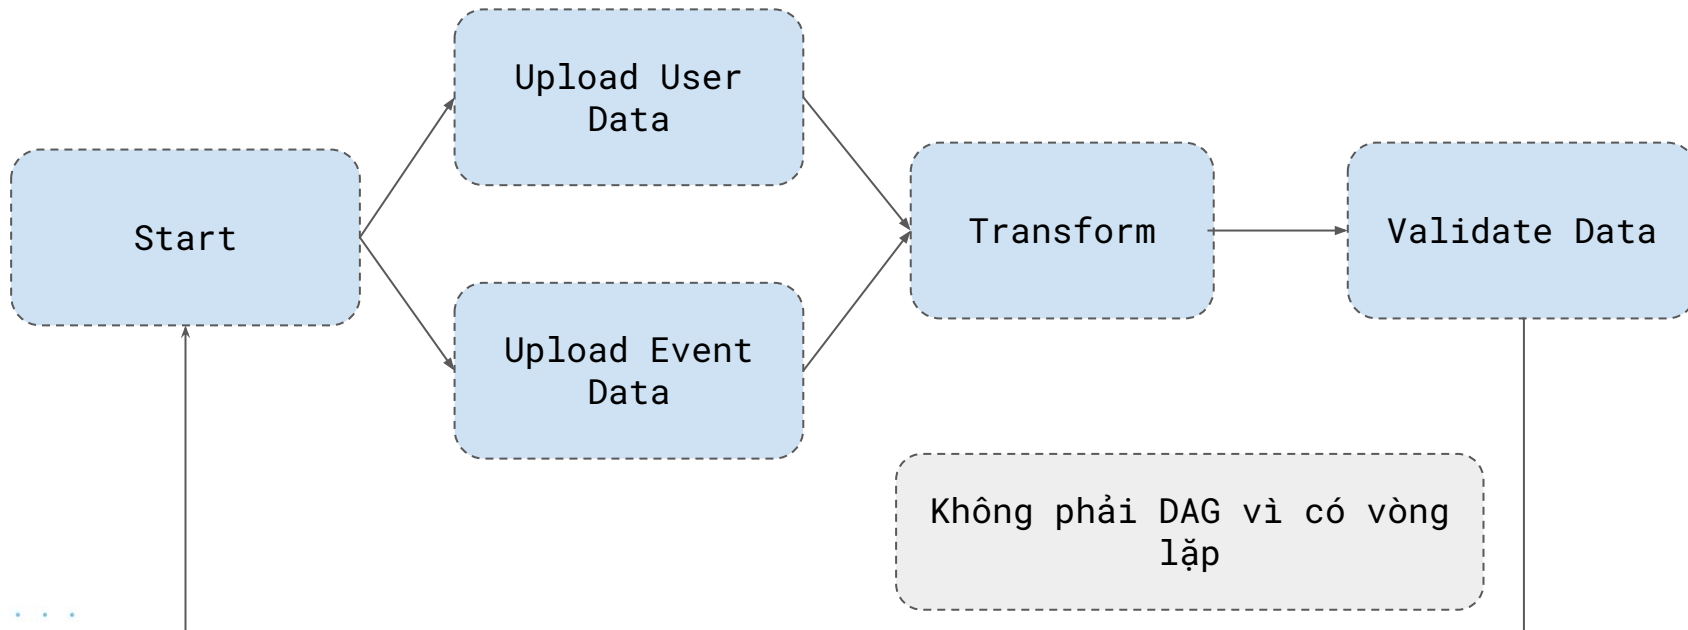 Start
Upload User
Data
Upload Event
Data
Transform
Validate Data
Không phải DAG vì có vòng
lặp